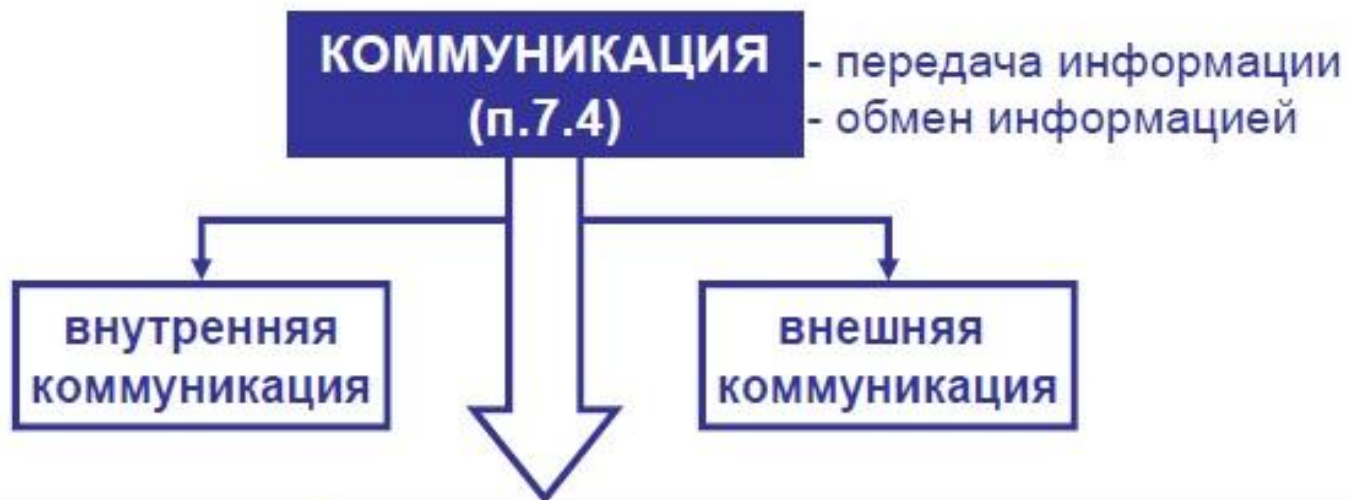 КОММУНИКАЦИЯ
(п.7.4)
- передача информации
- обмен информацией
внутренняя
коммуникация
внешняя
коммуникация